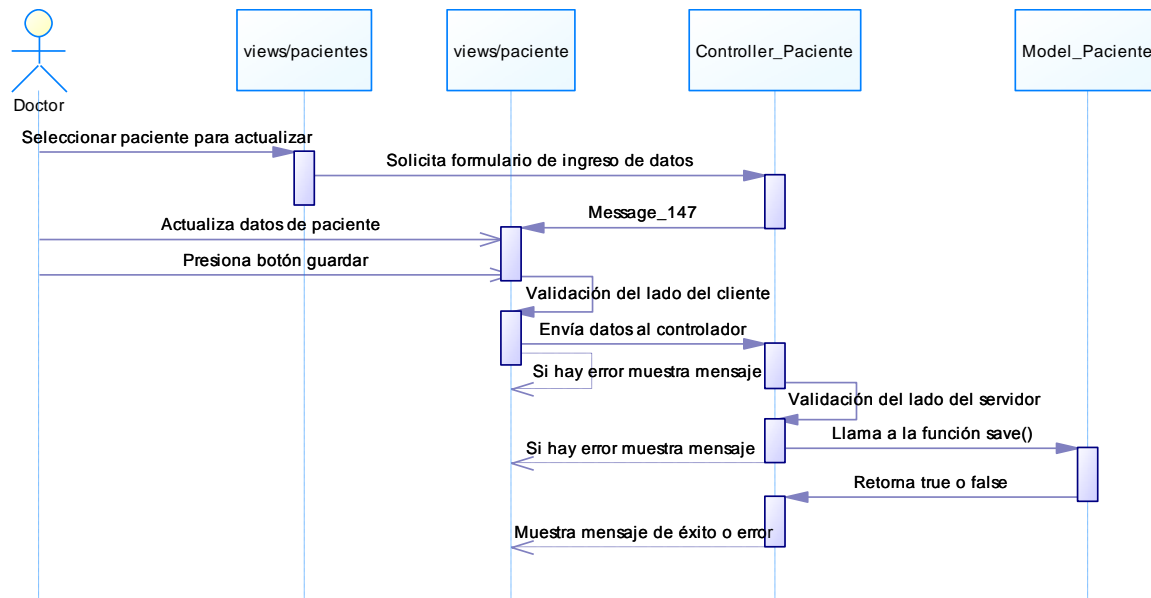 views/pacientes
views/paciente
Controller_Paciente
Model_Paciente
Doctor
Seleccionar paciente para actualizar
Solicita formulario de ingreso de datos
Message_147
Actualiza datos de paciente
Presiona botón guardar
Validación del lado del cliente
Envía datos al controlador
Si hay error muestra mensaje
Validación del lado del servidor
Llama a la función save()
Si hay error muestra mensaje
Retorna true o false
Muestra mensaje de éxito o error